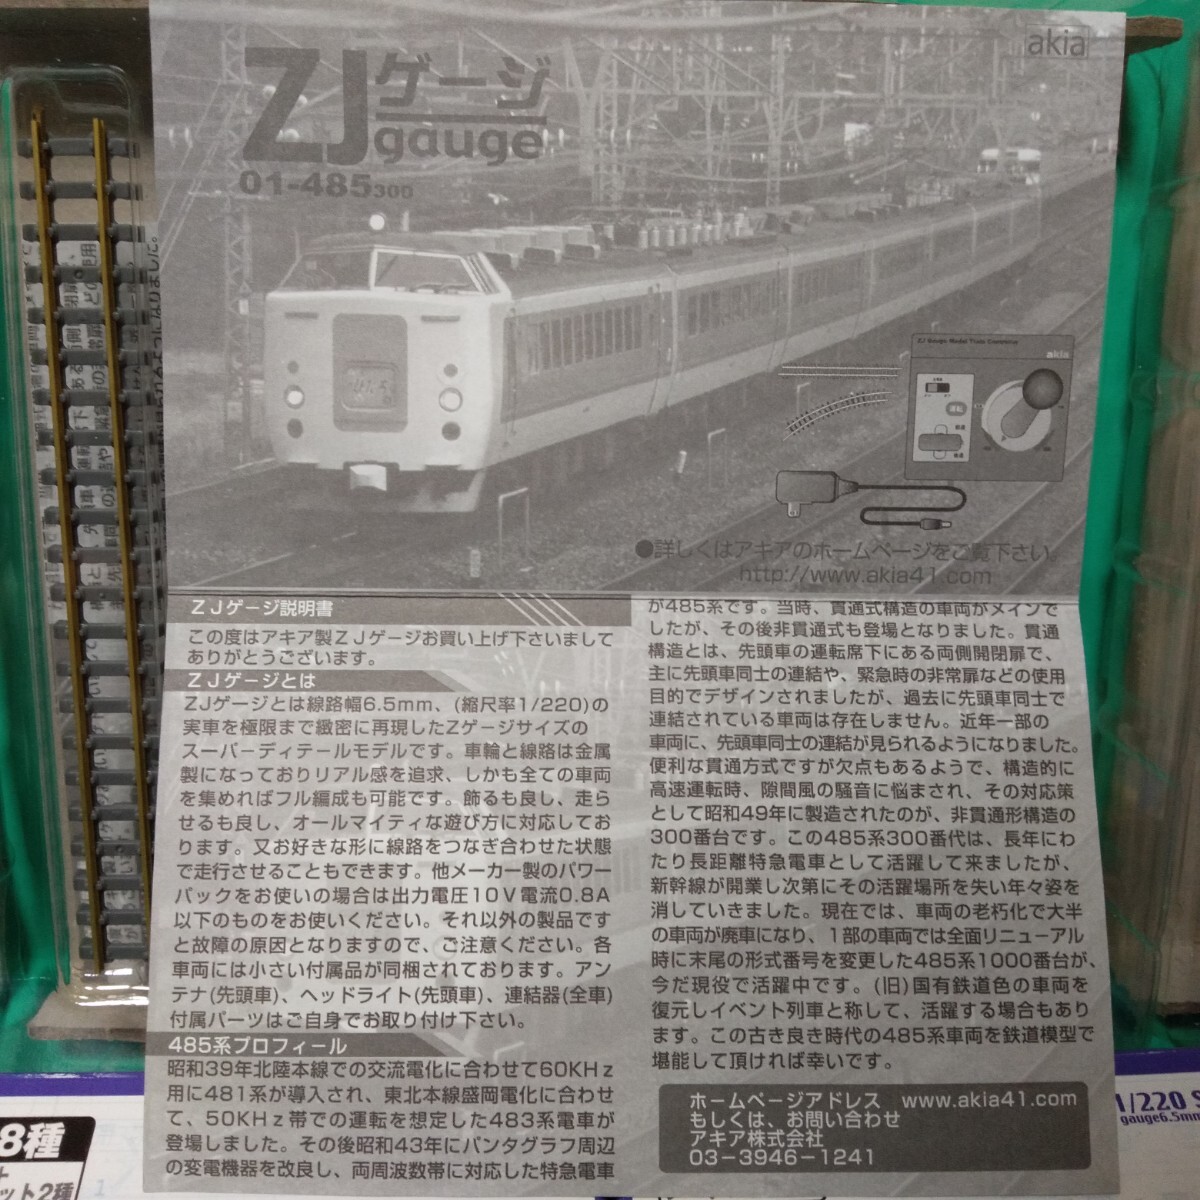 akia
ZJゲージ
gauge
01-485300
ZJ Gauge Model Train Controller
akia
●詳しくはアキアのホームページをご覧下さい。
http://www.akia41.com
ZJゲージ説明書
この度はアキア製ZJゲージお買い上げ下さいまして
ありがとうございます。
ZJゲージとは
ZJゲージとは線路幅6.5mm、(縮尺率1/220)の
実車を極限まで緻密に再現したZゲージサイズの
スーパーディテールモデルです。車輪と線路は金属
製になっておりリアル感を追求、しかも全ての車両
を集めればフル編成も可能です。飾るも良し、走ら
せるも良し、オールマイティな遊び方に対応してお
ります。又お好きな形に線路をつなぎ合わせた状態
で走行させることもできます。他メーカー製のパワー
パックをお使いの場合は出力電圧10V電流0.8A
以下のものをお使いください。それ以外の製品です
と故障の原因となりますので、ご注意ください。各
車両には小さい付属品が同梱されております。アン
テナ(先頭車)、ヘッドライト(先頭車)、連結器(全車)
付属パーツはご自身でお取り付け下さい。
485系プロフィール
昭和39年北陸本線での交流電化に合わせて60KHz
用に481系が導入され、東北本線盛岡電化に合わせ
て、50KHz帯での運転を想定した483系電車が
登場しました。その後昭和43年にパンタグラフ周辺
の変電機器を改良し、両周波数帯に対応した特急電車
が485系です。当時、貫通式構造の車両がメインで
したが、その後非貫通式も登場となりました。貫通
構造とは、先頭車の運転席下にある両側開閉扉で、
主に先頭車同士の連結や、緊急時の非常扉などの使用
目的でデザインされましたが、過去に先頭車同士で
連結されている車両は存在しません。近年一部の
車両に、先頭車同士の連結が見られるようになりました。
便利な貫通方式ですが欠点もあるようで、構造的に
高速運転時、隙間風の騒音に悩まされ、その対応策
として昭和49年に製造されたのが、非貫通形構造の
300番台です。この485系300番代は、長年にわ
たり長距離特急電車として活躍して来ましたが、
新幹線が開業し次第にその活躍場所を失い年々姿を
消していきました。現在では、車両の老朽化で大半
の車両が廃車になり、1部の車両では全面リニューアル
時に末尾の形式番号を変更した485系1000番台が、
今だ現役で活躍中です。(旧)国有鉄道色の車両を
復元しイベント列車と称して、活躍する場合もあり
ます。この古き良き時代の485系車両を鉄道模型で
堪能して頂ければ幸いです。
ホームページアドレス www.akia41.com
もしくは、お問い合わせ
アキア株式会社
03-3946-1241
8種
ット2種
1/220 S
gauge6.5mm